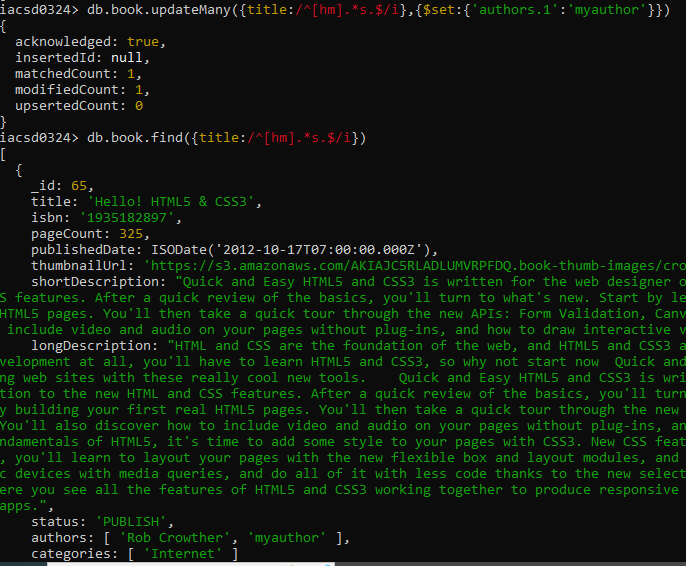 iacsd0324> db.book.updateMany({title:/^[hm].*s.$/i},{$set:{'authors.1':'myauthor'}})
{
  acknowledged: true,
  insertedId: null,
  matchedCount: 1,
  modifiedCount: 1,
  upsertedCount: 0
}
iacsd0324> db.book.find({title:/^[hm].*s.$/i})
[
  {
    _id: 65,
    title: 'Hello! HTML5 & CSS3',
    isbn: '1935182897',
    pageCount: 325,
    publishedDate: ISODate('2012-10-17T07:00:00.000Z'),
    thumbnailUrl: 'https://s3.amazonaws.com/AKIAJC5RLADLUMVRPFDQ.book-thumb-images/cro
    shortDescription: "Quick and Easy HTML5 and CSS3 is written for the web designer o
S features. After a quick review of the basics, you'll turn to what's new. Start by le
HTML5 pages. You'll then take a quick tour through the new APIs: Form Validation, Canv
 include video and audio on your pages without plug-ins, and how to draw interactive v
    longDescription: "HTML and CSS are the foundation of the web, and HTML5 and CSS3 a
velopment at all, you'll have to learn HTML5 and CSS3, so why not start now  Quick and
ng web sites with these really cool new tools.    Quick and Easy HTML5 and CSS3 is wri
tion to the new HTML and CSS features. After a quick review of the basics, you'll turn
y building your first real HTML5 pages. You'll then take a quick tour through the new
You'll also discover how to include video and audio on your pages without plug-ins, an
ndamentals of HTML5, it's time to add some style to your pages with CSS3. New CSS feat
, you'll learn to layout your pages with the new flexible box and layout modules, and
c devices with media queries, and do all of it with less code thanks to the new select
ere you see all the features of HTML5 and CSS3 working together to produce responsive
apps.",
    status: 'PUBLISH',
    authors: [ 'Rob Crowther', 'myauthor' ],
    categories: [ 'Internet' ]